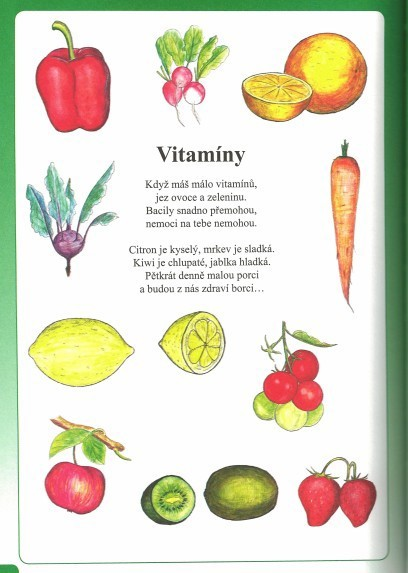 Vitamíny
Když máš málo vitamínů,
jez ovoce a zeleninu.
Bacily snadno přemohou,
nemoci na tebe nemohou.
Citron je kyselý, mrkev je sladká.
Kiwi je chlupaté, jablka hladká.
Pětkrát denně malou porci
a budou z nás zdraví borci…